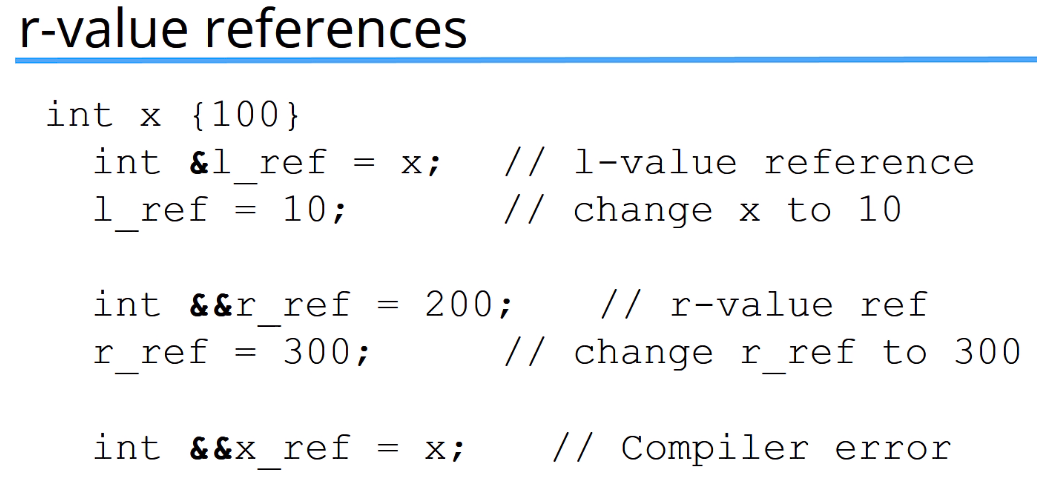 r-value references
int x {100}
int &l_ref = x; // l-value reference
l_ref = 10; // change x to 10
int &&r_ref = 200; // r-value ref
r_ref = 300; // change r_ref to 300
int &&x_ref = x; // Compiler error